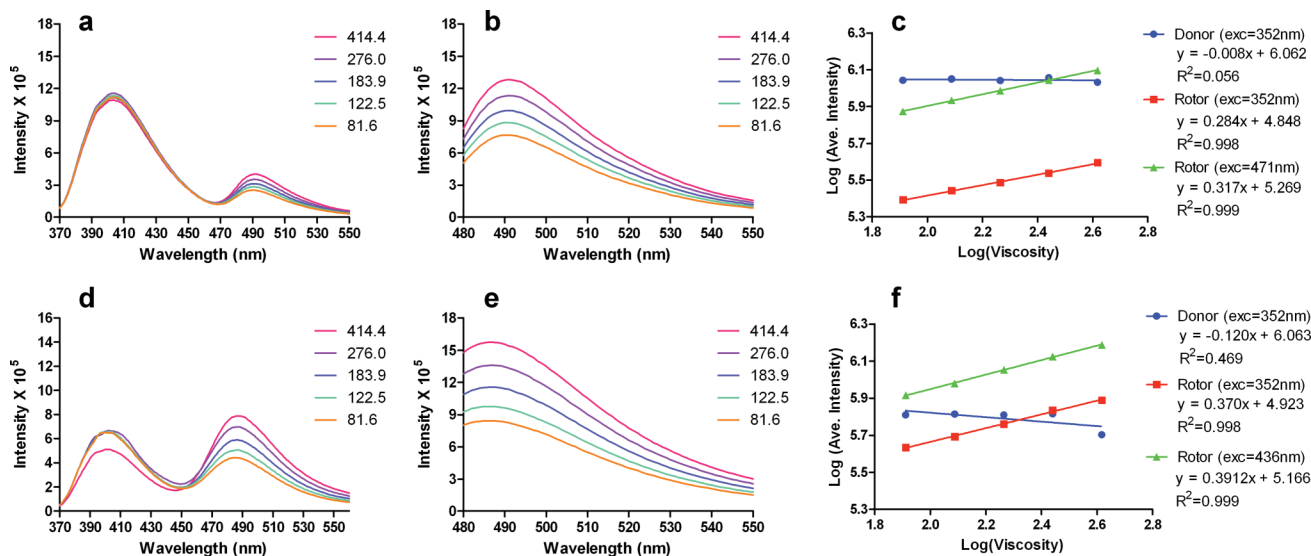 a
Intensity X 10^5
18
15
12
9
6
3
0
370 390 410 430 450 470 490 510 530 550
Wavelength (nm)
414.4
276.0
183.9
122.5
81.6
b
Intensity X 10^5
18
15
12
9
6
3
0
480 490 500 510 520 530 540 550
Wavelength (nm)
414.4
276.0
183.9
122.5
81.6
c
Log (Ave. Intensity)
6.3
6.1
5.9
5.7
5.5
5.3
1.8 2.0 2.2 2.4 2.6 2.8
Log(Viscosity)
Donor (exc=352nm)
y = -0.008x + 6.062
R²=0.056
Rotor (exc=352nm)
y = 0.284x + 4.848
R²=0.998
Rotor (exc=471nm)
y = 0.317x + 5.269
R²=0.999
d
Intensity X 10^5
16
14
12
10
8
6
4
2
0
370 390 410 430 450 470 490 510 530 550
Wavelength (nm)
414.4
276.0
183.9
122.5
81.6
e
Intensity X 10^5
18
15
12
9
6
3
0
480 490 500 510 520 530 540 550
Wavelength (nm)
414.4
276.0
183.9
122.5
81.6
f
Log (Ave. Intensity)
6.3
6.1
5.9
5.7
5.5
5.3
1.8 2.0 2.2 2.4 2.6 2.8
Log(Viscosity)
Donor (exc=352nm)
y = -0.120x + 6.063
R²=0.469
Rotor (exc=352nm)
y = 0.370x + 4.923
R²=0.998
Rotor (exc=436nm)
y = 0.3912x + 5.166
R²=0.999